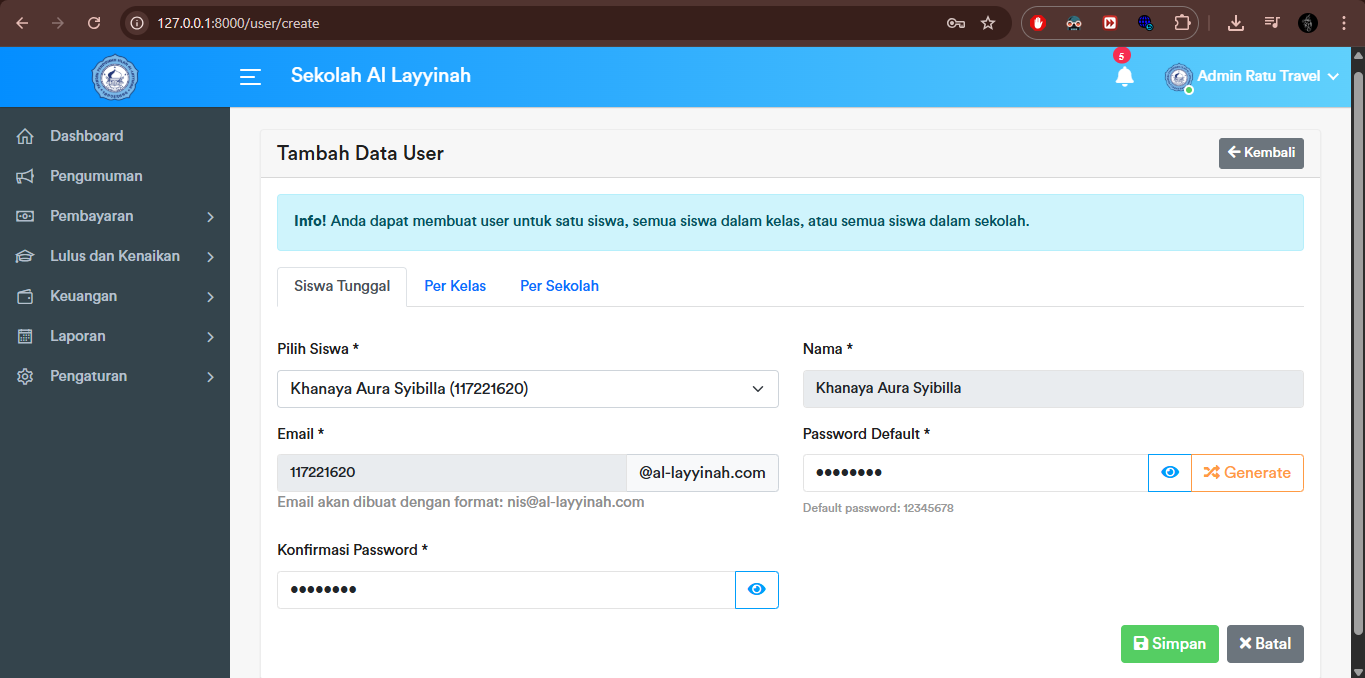 127.0.0.1:8000/user/create
Sekolah Al Layyinah
5
Admin Ratu Travel
Dashboard
Pengumuman
Pembayaran
Lulus dan Kenaikan
Keuangan
Laporan
Pengaturan
Tambah Data User
Kembali
Info! Anda dapat membuat user untuk satu siswa, semua siswa dalam kelas, atau semua siswa dalam sekolah.
Siswa Tunggal
Per Kelas
Per Sekolah
Pilih Siswa *
Nama *
Khanaya Aura Syibilla (117221620)
Khanaya Aura Syibilla
Email *
Password Default *
117221620
@al-layyinah.com
••••••••
Generate
Email akan dibuat dengan format: nis@al-layyinah.com
Default password: 12345678
Konfirmasi Password *
••••••••
Simpan
Batal